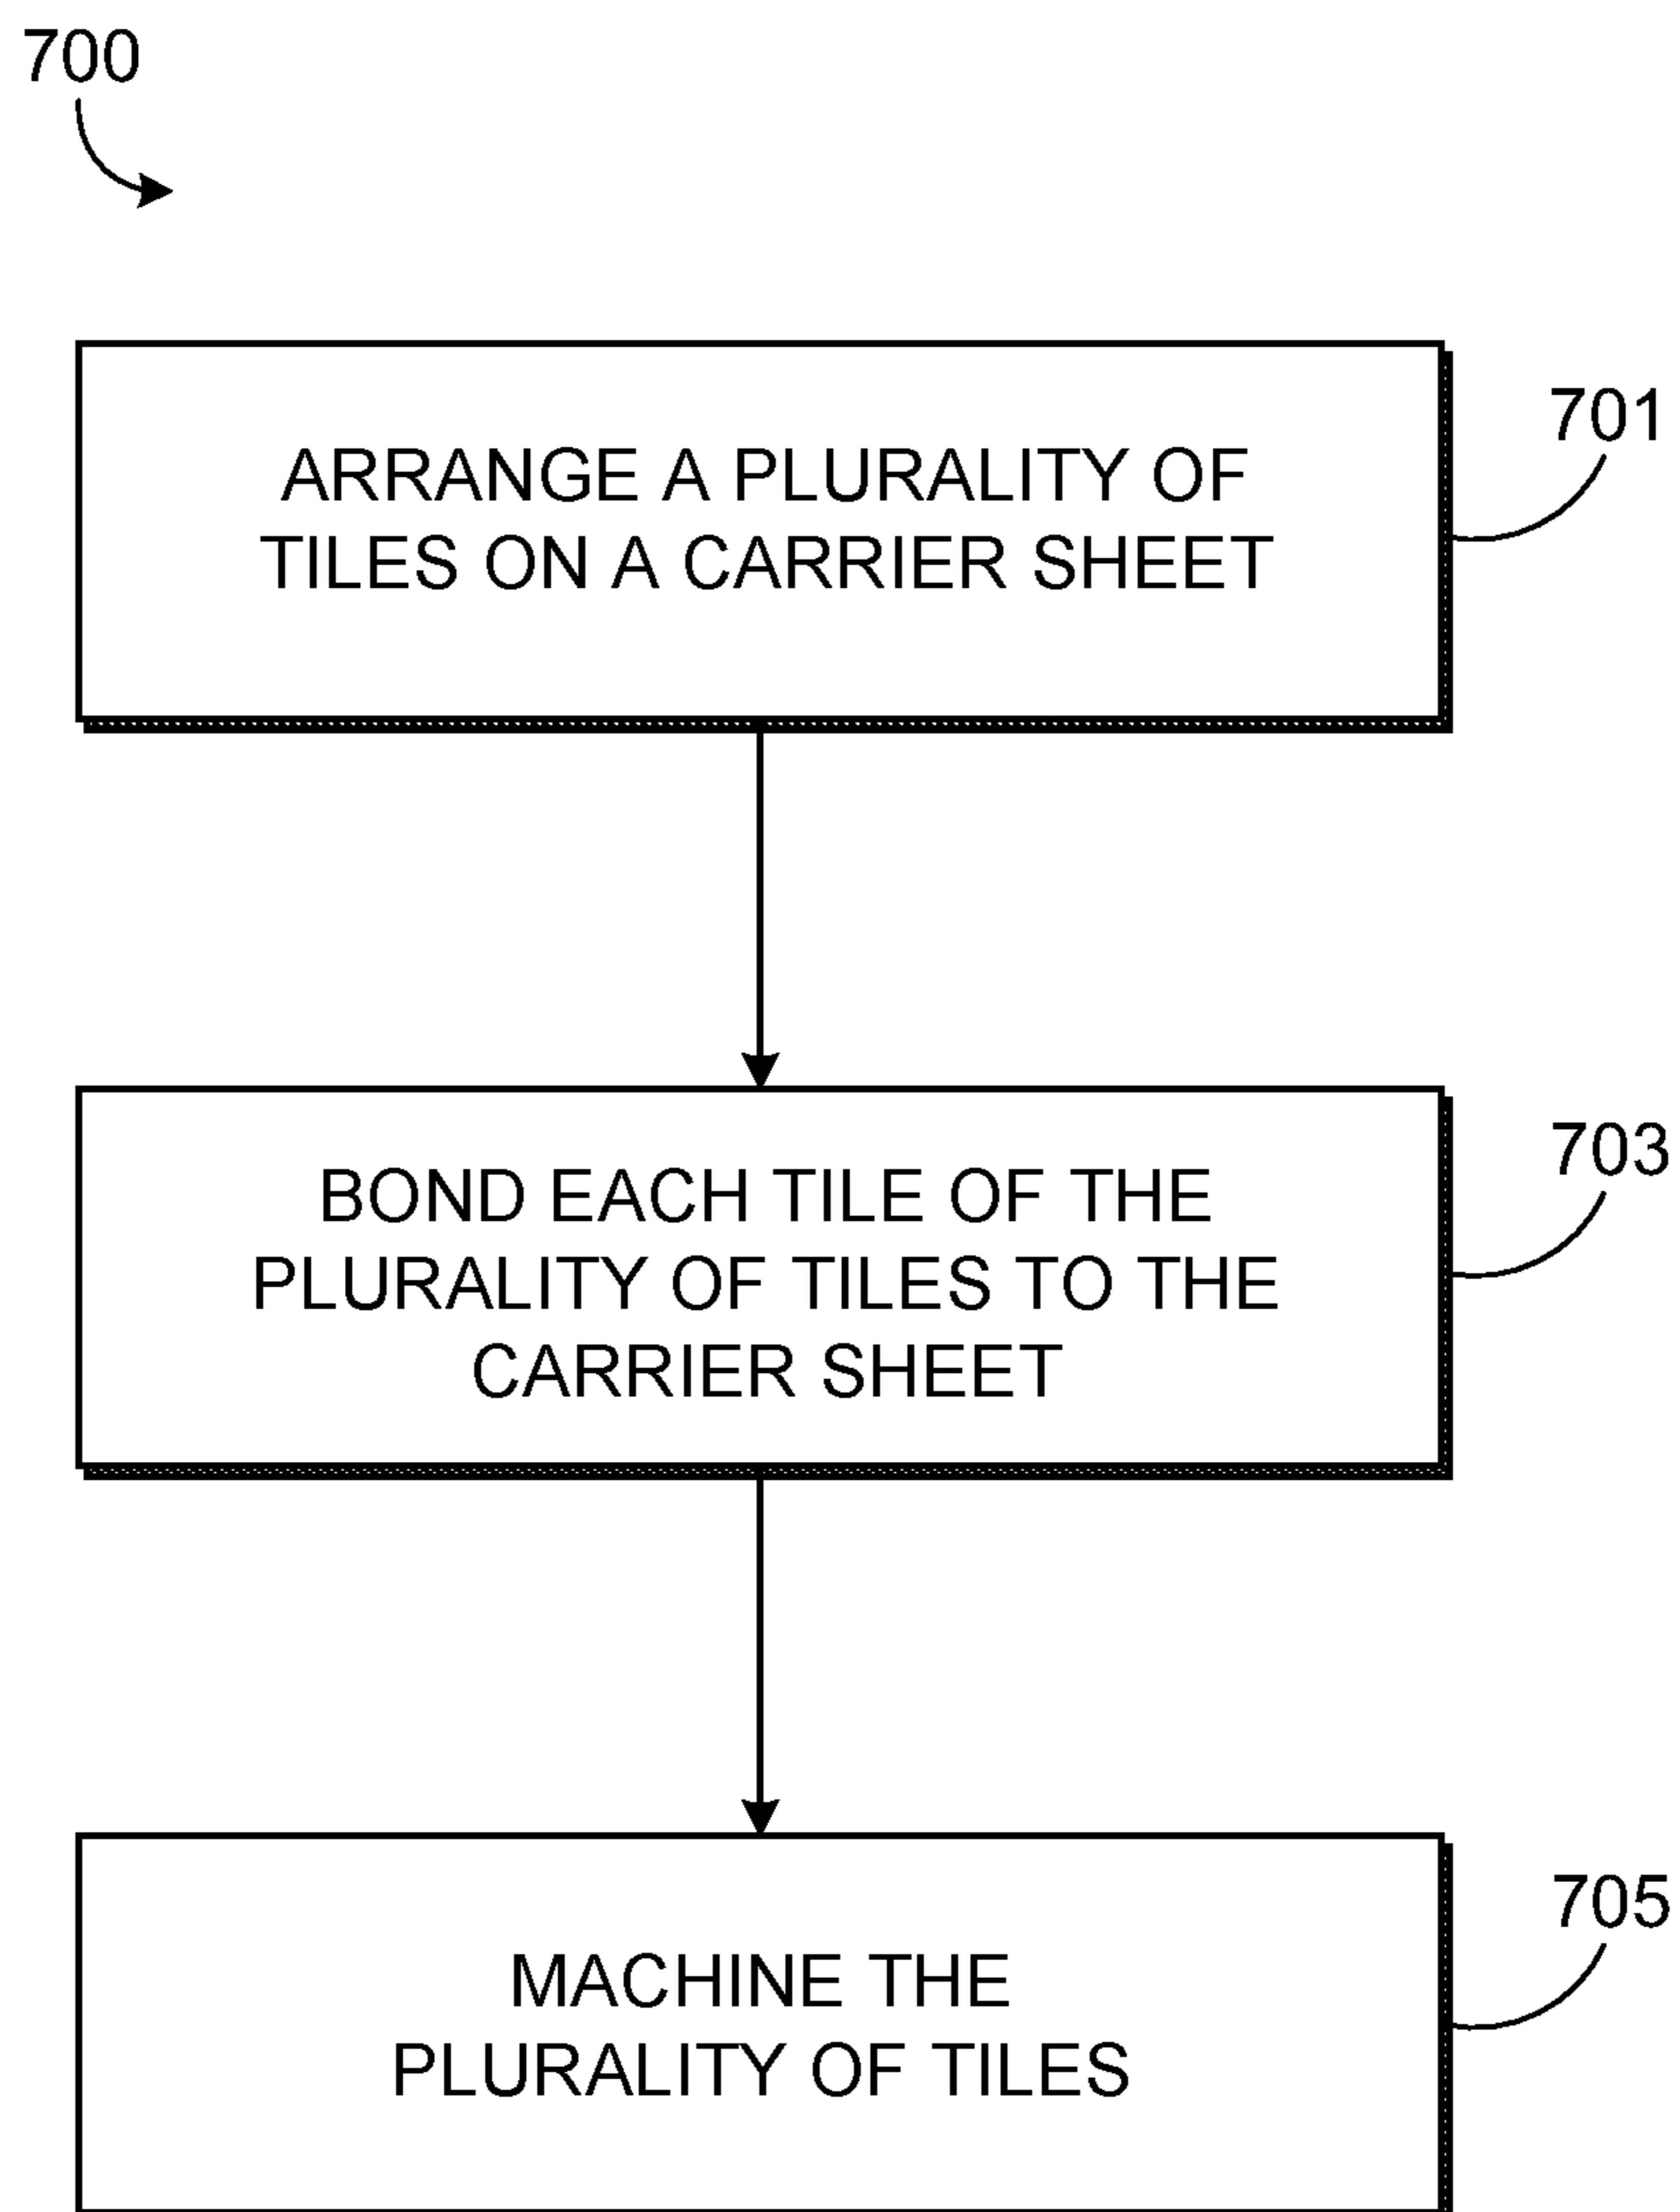 700
701
ARRANGE A PLURALITY OF
TILES ON A CARRIER SHEET
703
BOND EACH TILE OF THE
PLURALITY OF TILES TO THE
CARRIER SHEET
705
MACHINE THE
PLURALITY OF TILES